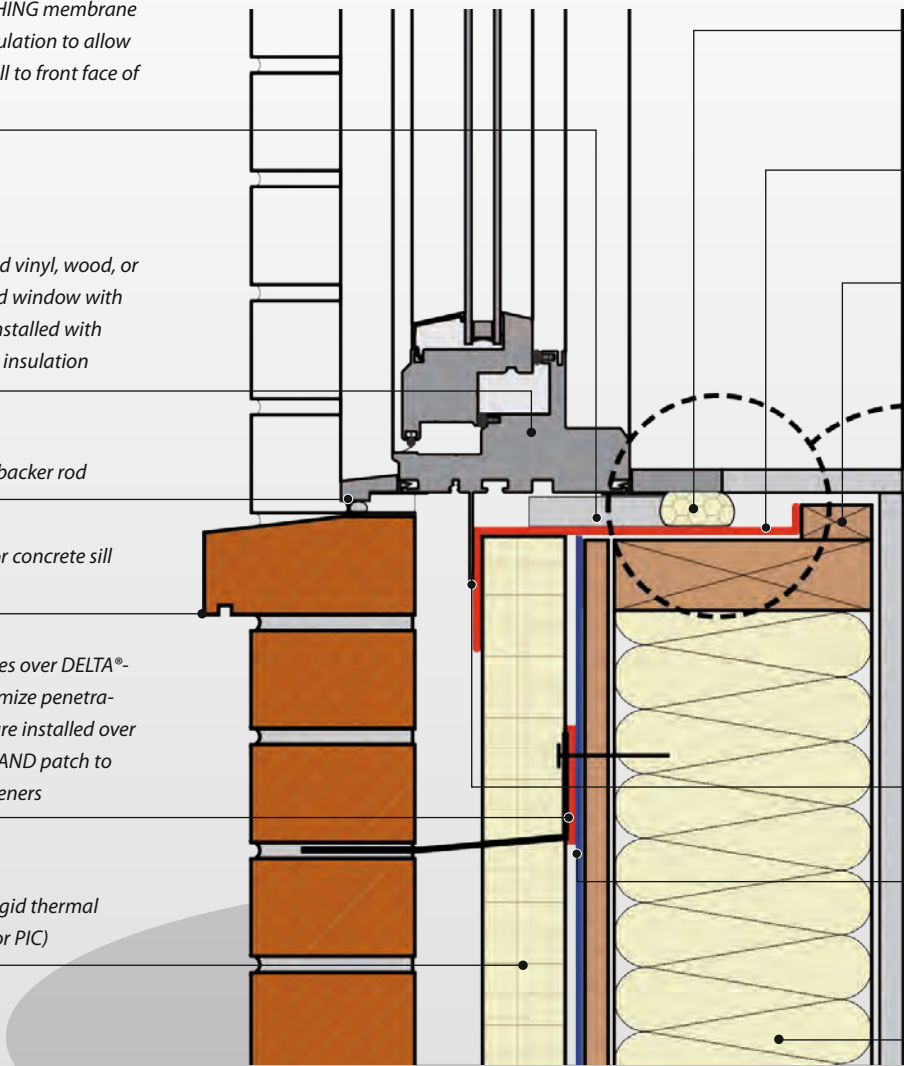 HING membrane
ulation to allow
ll to front face of
d vinyl, wood, or
d window with
nstalled with
insulation
backer rod
or concrete sill
es over DELTA®-
mize penetra-
re installed over
AND patch to
eners
gid thermal
or PIC)